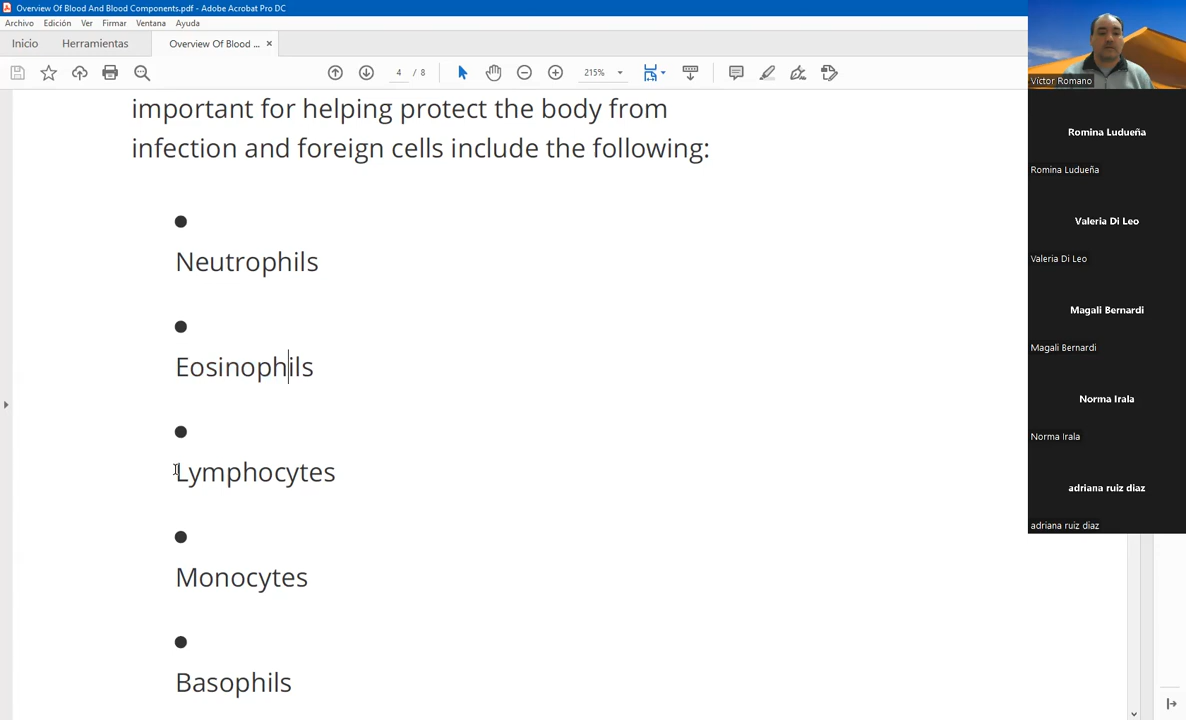 Overview Of Blood And Blood Components.pdf - Adobe Acrobat Pro DC
Archivo Edición Ver Firmar Ventana Ayuda
Inicio Herramientas Overview Of Blood ... ×
4 / 8 215%
important for helping protect the body from
infection and foreign cells include the following:
• 
Neutrophils
• 
Eosinophils
• 
Lymphocytes
• 
Monocytes
• 
Basophils
Víctor Romano
Romina Ludueña
Romina Ludueña
Valeria Di Leo
Valeria Di Leo
Magali Bernardi
Magali Bernardi
Norma Irala
Norma Irala
adriana ruiz diaz
adriana ruiz diaz